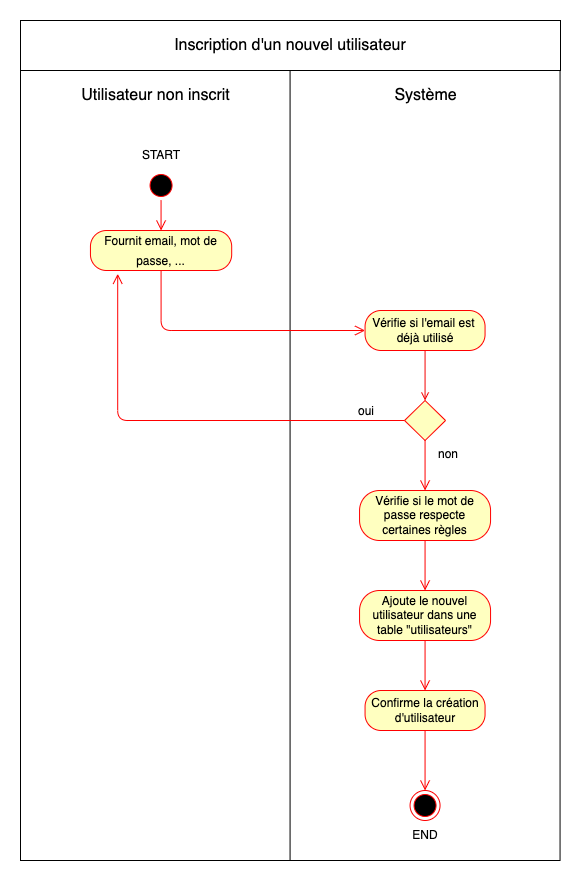 Inscription d'un nouvel utilisateur
Utilisateur non inscrit
Système
START
Fournit email, mot de
passe, ...
Vérifie si l'email est
déjà utilisé
oui
non
Vérifie si le mot de
passe respecte
certaines règles
Ajoute le nouvel
utilisateur dans une
table "utilisateurs"
Confirme la création
d'utilisateur
END